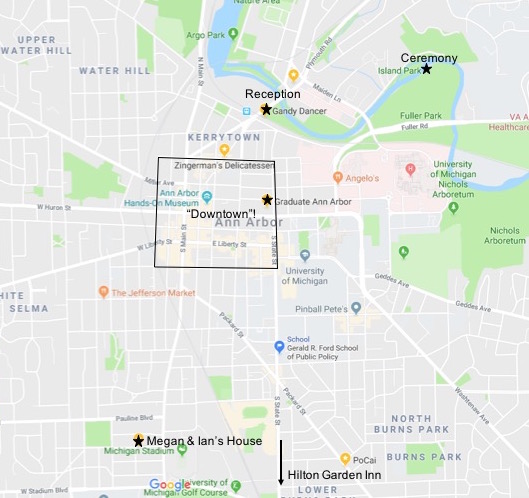 Nature Area
UPPER
WATER HILL
Argo Park
WATER HILL
N Main St
Plymouth Rd
Ceremony
Island Park
Maiden Ln
Reception
Gandy Dancer
Fuller Park
Fuller Rd
VA A
Healthcare
KERRYTOWN
Zingerman's Delicatessen
Miller Ave
Ann Arbor
Hands-On Museum
Angelo's
University
of Michigan
Nichols
Arboretum
Graduate Ann Arbor
W Huron St
"Downtown"!
Ann Arbor
S Main St
W Liberty St
E Liberty St
S State St
Nichols
Arboretum
University
of Michigan
Geddes Ave
Geddes Ave
HITE
SELMA
The Jefferson Market
Pinball Pete's
Packard St
School
Gerald R. Ford School
of Public Policy
Packard St
Washtenaw Ave
S State St
Pauline Blvd
NORTH
BURNS PARK
Megan & Ian's House
Michigan Stadium
PoCai
BURNS PARK
Hilton Garden Inn
Google
University of
Michigan Golf Course
LOWER